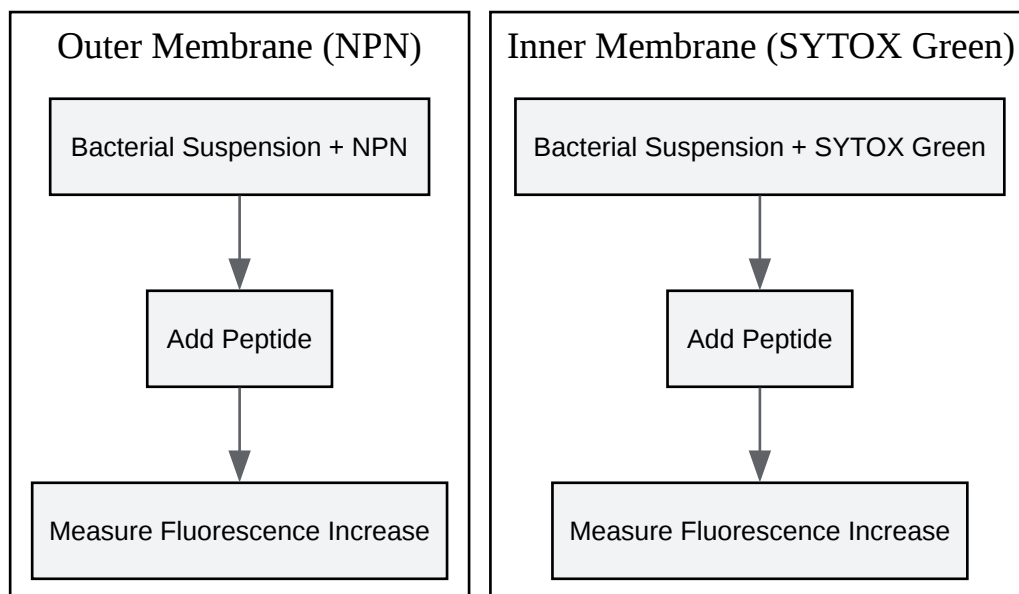 Outer Membrane (NPN)
Bacterial Suspension + NPN
Add Peptide
Measure Fluorescence Increase
Inner Membrane (SYTOX Green)
Bacterial Suspension + SYTOX Green
Add Peptide
Measure Fluorescence Increase